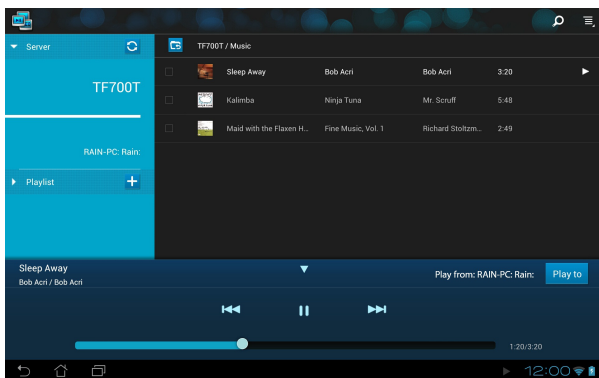 Server
TF700T / Music
TF700T
RAIN-PC: Rain:
Playlist
Sleep Away Bob Acri Bob Acri 3:20
Kalimba Ninja Tuna Mr. Scruff 5:48
Maid with the Flaxen H... Fine Music, Vol. 1 Richard Stoltzm... 2:49
Sleep Away
Bob Acri / Bob Acri
Play from: RAIN-PC: Rain: Play to
1:20/3:20
12:00